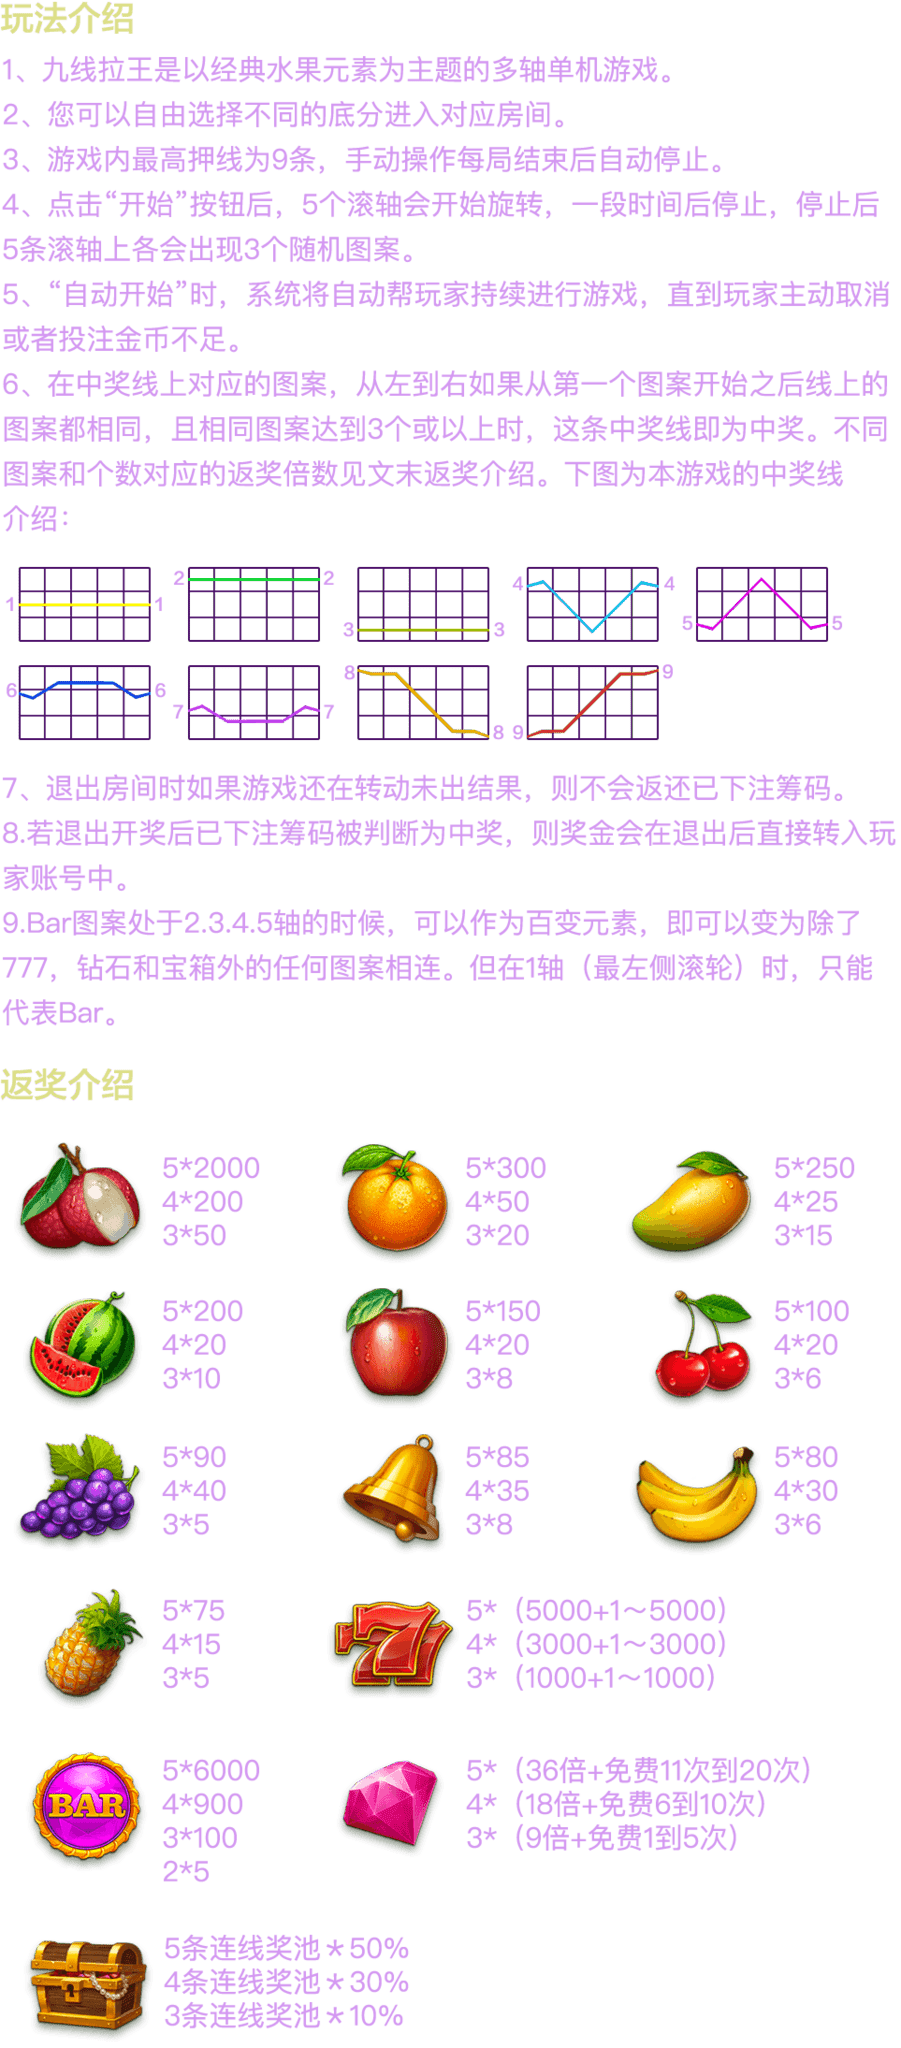 玩法介绍
1、九线拉王是以经典水果元素为主题的多轴单机游戏。
2、您可以自由选择不同的底分进入对应房间。
3、游戏内最高押线为9条，手动操作每局结束后自动停止。
4、点击“开始”按钮后，5个滚轴会开始旋转，一段时间后停止，停止后
5条滚轴上各会出现3个随机图案。
5、“自动开始”时，系统将自动帮玩家持续进行游戏，直到玩家主动取消
或者投注金币不足。
6、在中奖线上对应的图案，从左到右如果从第一个图案开始之后线上的
图案都相同，且相同图案达到3个或以上时，这条中奖线即为中奖。不同
图案和个数对应的返奖倍数见文末返奖介绍。下图为本游戏的中奖线
介绍：
1 1 2 2 3 3 4 4 5 5
6 6 7 7 8 8 9 9
7、退出房间时如果游戏还在转动未出结果，则不会返还已下注筹码。
8.若退出开奖后已下注筹码被判断为中奖，则奖金会在退出后直接转入玩
家账号中。
9.Bar图案处于2.3.4.5轴的时候，可以作为百变元素，即可以变为除了
777，钻石和宝箱外的任何图案相连。但在1轴（最左侧滚轮）时，只能
代表Bar。
返奖介绍
5*2000
4*200
3*50
5*300
4*50
3*20
5*250
4*25
3*15
5*200
4*20
3*10
5*150
4*20
3*8
5*100
4*20
3*6
5*90
4*40
3*5
5*85
4*35
3*8
5*80
4*30
3*6
5*75
4*15
3*5
5*（5000+1～5000）
4*（3000+1～3000）
3*（1000+1～1000）
BAR
5*6000
4*900
3*100
2*5
5*（36倍+免费11次到20次）
4*（18倍+免费6到10次）
3*（9倍+免费1到5次）
5条连线奖池＊50%
4条连线奖池＊30%
3条连线奖池＊10%